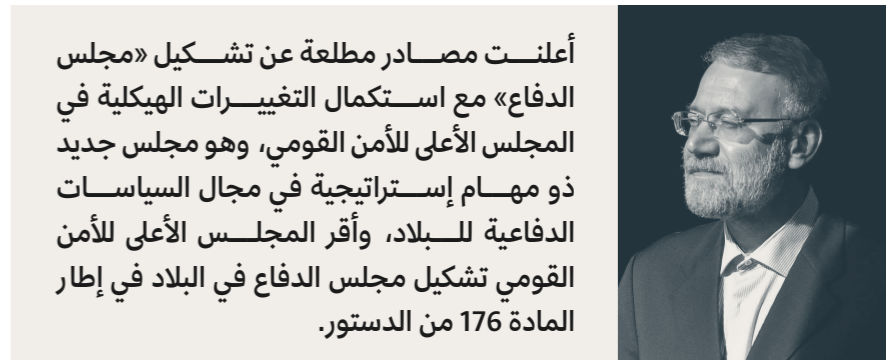 أعلنت مصادر مطلعة عن تشكيل «مجلس
الدفاع» مع استكمال التغييرات الهيكلية في
المجلس الأعلى للأمن القومي، وهو مجلس جديد
ذو مهام إستراتيجية في مجال السياسات
الدفاعية للبلاد، وأقر المجلس الأعلى للأمن
القومي تشكيل مجلس الدفاع في البلاد في إطار
المادة 176 من الدستور.